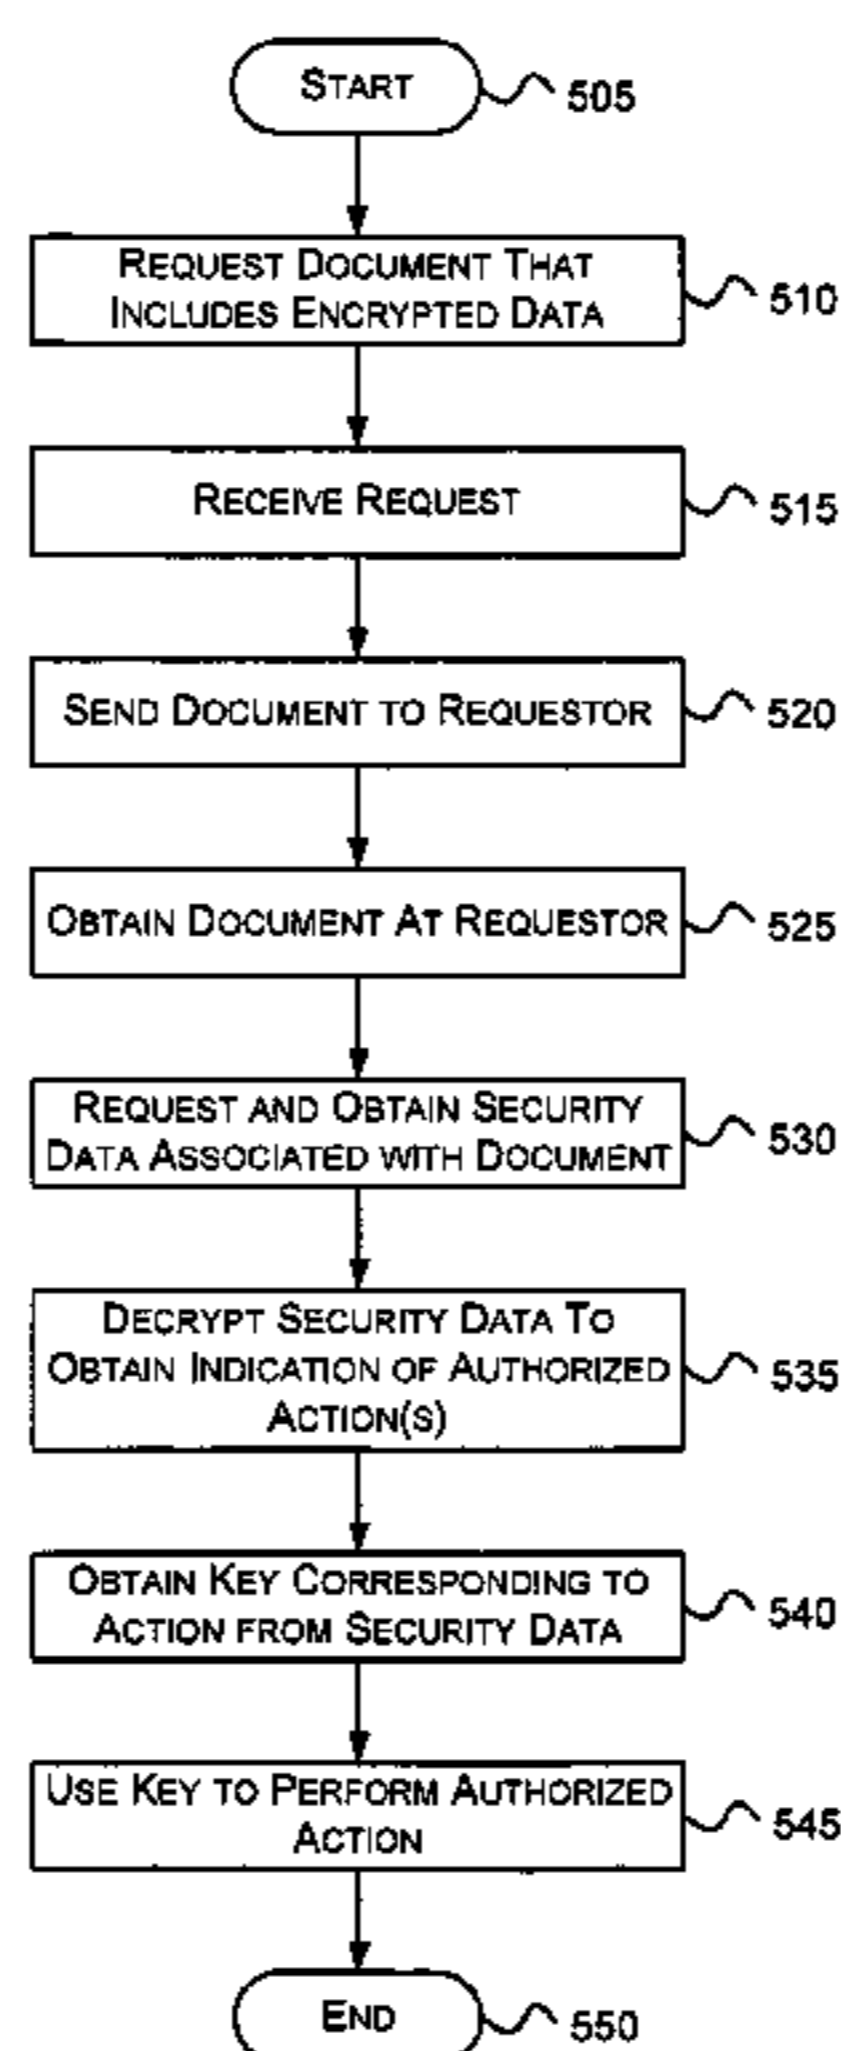 START
505
REQUEST DOCUMENT THAT
INCLUDES ENCRYPTED DATA
510
RECEIVE REQUEST
515
SEND DOCUMENT TO REQUESTOR
520
OBTAIN DOCUMENT AT REQUESTOR
525
REQUEST AND OBTAIN SECURITY
DATA ASSOCIATED WITH DOCUMENT
530
DECRYPT SECURITY DATA TO
OBTAIN INDICATION OF AUTHORIZED
ACTION(S)
535
OBTAIN KEY CORRESPONDING TO
ACTION FROM SECURITY DATA
540
USE KEY TO PERFORM AUTHORIZED
ACTION
545
END
550